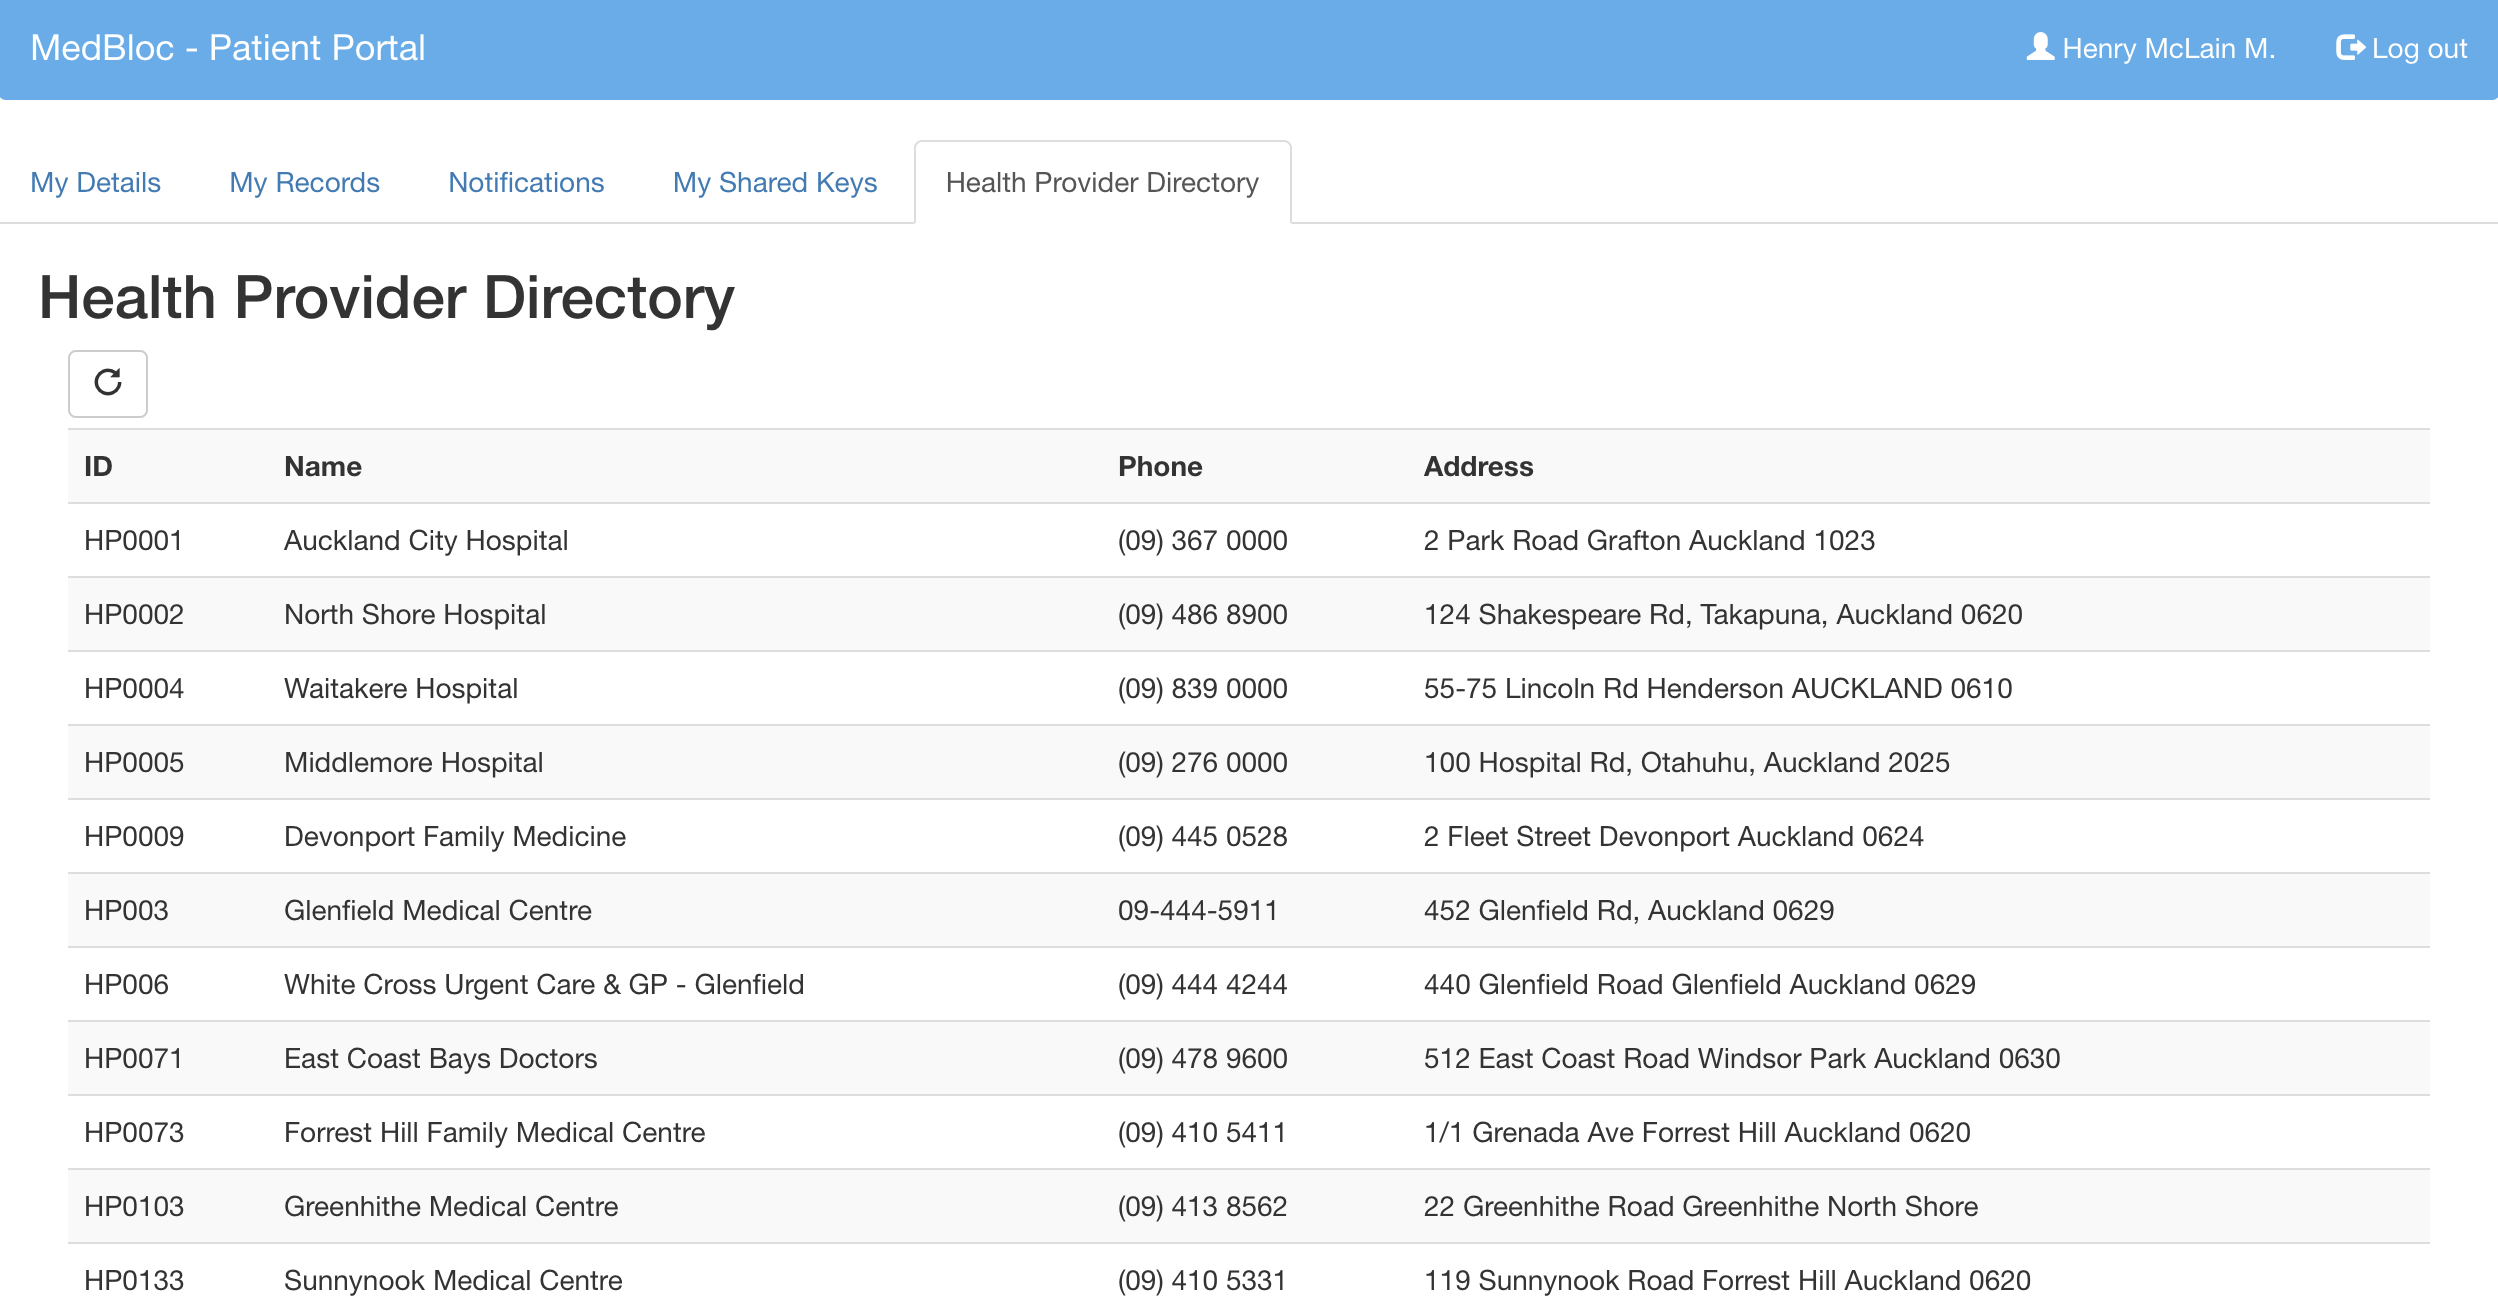 MedBloc - Patient Portal Henry McLain M. Log out
My Details My Records Notifications My Shared Keys Health Provider Directory
Health Provider Directory
ID Name Phone Address
HP0001 Auckland City Hospital (09) 367 0000 2 Park Road Grafton Auckland 1023
HP0002 North Shore Hospital (09) 486 8900 124 Shakespeare Rd, Takapuna, Auckland 0620
HP0004 Waitakere Hospital (09) 839 0000 55-75 Lincoln Rd Henderson AUCKLAND 0610
HP0005 Middlemore Hospital (09) 276 0000 100 Hospital Rd, Otahuhu, Auckland 2025
HP0009 Devonport Family Medicine (09) 445 0528 2 Fleet Street Devonport Auckland 0624
HP003 Glenfield Medical Centre 09-444-5911 452 Glenfield Rd, Auckland 0629
HP006 White Cross Urgent Care & GP - Glenfield (09) 444 4244 440 Glenfield Road Glenfield Auckland 0629
HP0071 East Coast Bays Doctors (09) 478 9600 512 East Coast Road Windsor Park Auckland 0630
HP0073 Forrest Hill Family Medical Centre (09) 410 5411 1/1 Grenada Ave Forrest Hill Auckland 0620
HP0103 Greenhithe Medical Centre (09) 413 8562 22 Greenhithe Road Greenhithe North Shore
HP0133 Sunnynook Medical Centre (09) 410 5331 119 Sunnynook Road Forrest Hill Auckland 0620